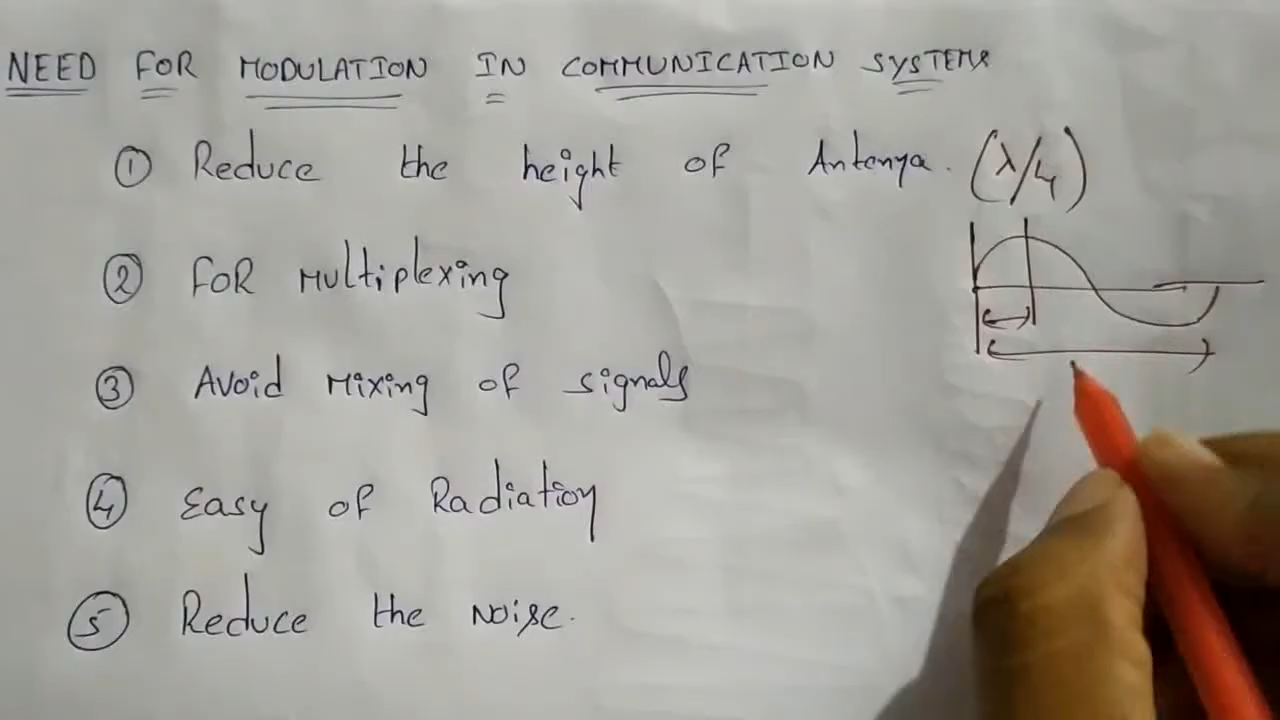 NEED FOR MODULATION IN COMMUNICATION SYSTEMS
① Reduce the height of Antenna. (λ/4)
② FOR Multiplexing
③ Avoid Mixing of signals
④ Easy of Radiation
⑤ Reduce the Noise.